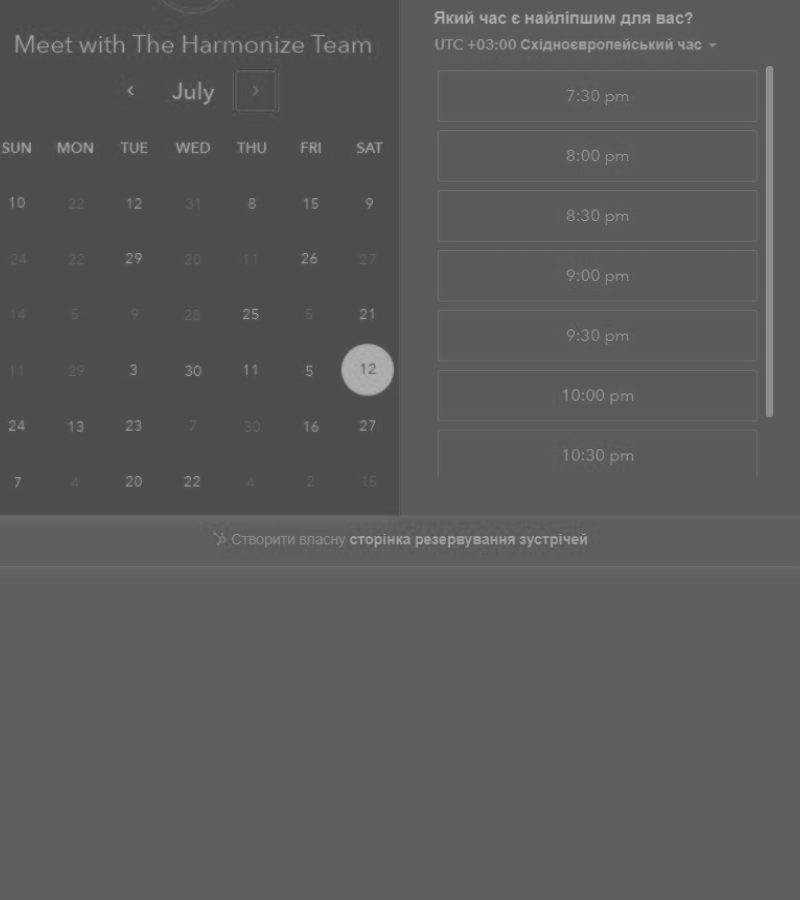 Meet with The Harmonize Team
July
SUN MON TUE WED THU FRI SAT
10 22 12 31 8 15 9
24 22 29 20 11 26 27
14 5 9 28 25 5 21
11 29 3 30 11 5 12
24 13 23 7 30 16 27
7 4 20 22 4 2 15
Який час є найліпшим для вас?
UTC +03:00 Східноєвропейський час
7:30 pm
8:00 pm
8:30 pm
9:00 pm
9:30 pm
10:00 pm
10:30 pm
Створити власну сторінка резервування зустрічей